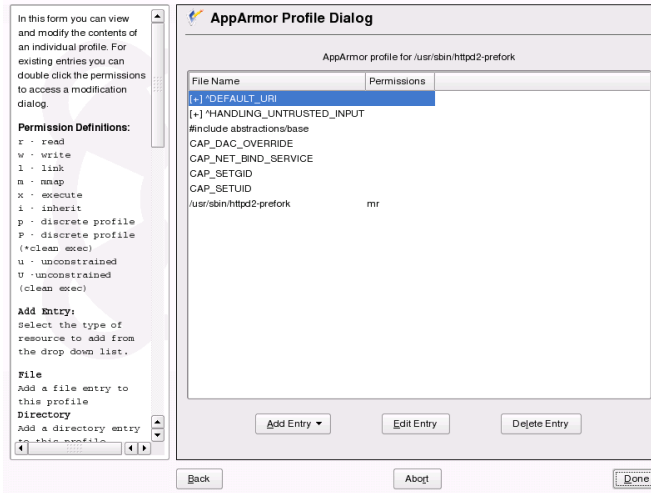 In this form you can view
and modify the contents of
an individual profile. For
existing entries you can
double click the permissions
to access a modification
dialog.
Permission Definitions:
r - read
w - write
l - link
m - mmap
x - execute
i - inherit
p - discrete profile
P - discrete profile
(*clean exec)
u - unconstrained
U -unconstrained
(clean exec)
Add Entry:
Select the type of
resource to add from
the drop down list.
File
Add a file entry to
this profile
Directory
Add a directory entry
to this profile
AppArmor Profile Dialog
AppArmor profile for /usr/sbin/httpd2-prefork
File Name Permissions
[+] ^DEFAULT_URI
[+] ^HANDLING_UNTRUSTED_INPUT
#include abstractions/base
CAP_DAC_OVERRIDE
CAP_NET_BIND_SERVICE
CAP_SETGID
CAP_SETUID
/usr/sbin/httpd2-prefork mr
Add Entry Edit Entry Delete Entry
Back Abort Done